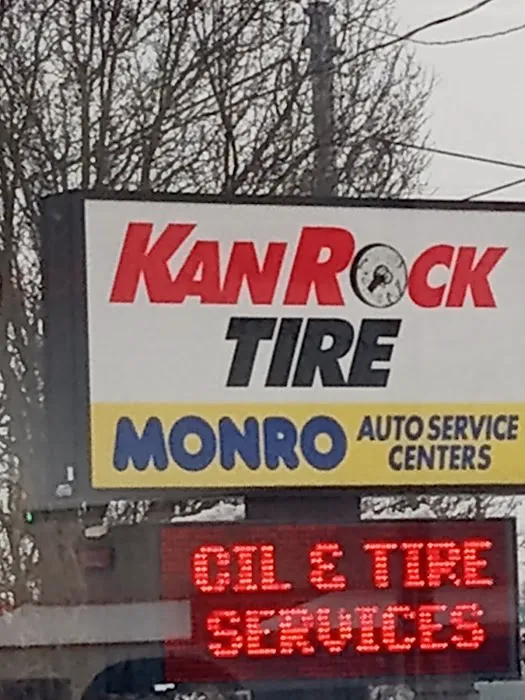 KANROCK
TIRE
MONRO AUTO SERVICE
CENTERS
OIL & TIRE
SERVICES